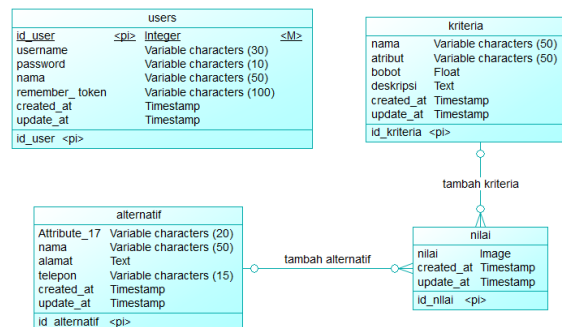 users
id_user <pi> Integer <M>
username Variable characters (30)
password Variable characters (10)
nama Variable characters (50)
remember_ token Variable characters (100)
created_at Timestamp
update_at Timestamp
id_user <pi>
kriteria
nama Variable characters (50)
atribut Variable characters (50)
bobot Float
deskripsi Text
created_at Timestamp
update_at Timestamp
id_kriteria <pi>
tambah kriteria
alternatif
Attribute_17 Variable characters (20)
nama Variable characters (50)
alamat Text
telepon Variable characters (15)
created_at Timestamp
update_at Timestamp
id_alternatif <pi>
tambah alternatif
nilai
nilai Image
created_at Timestamp
update_at Timestamp
id_nllai <pi>